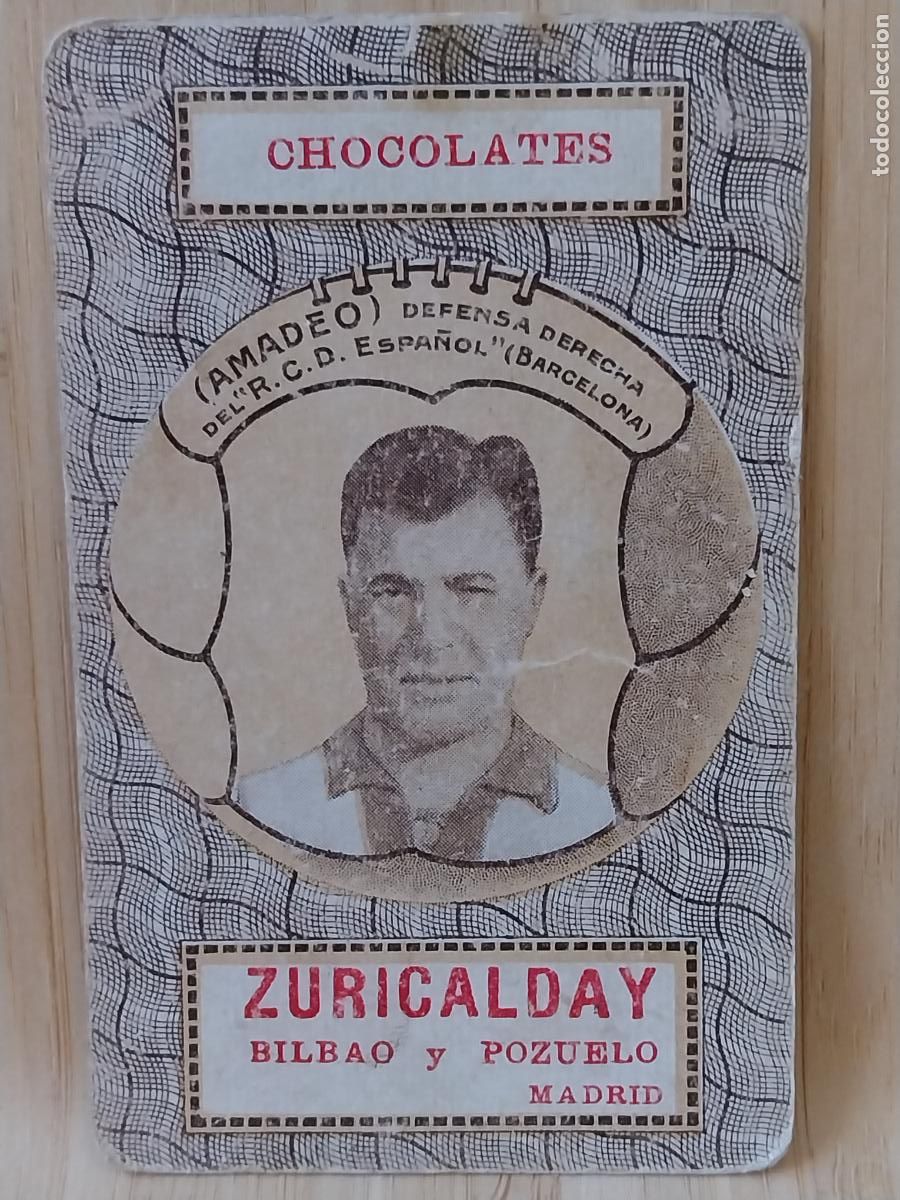 CHOCOLATES
(AMADEO) DEFENSA DERECHA
DEL "R.C.D. ESPAÑOL" (BARCELONA)
ZURICALDAY
BILBAO y POZUELO
MADRID
todocoleccion